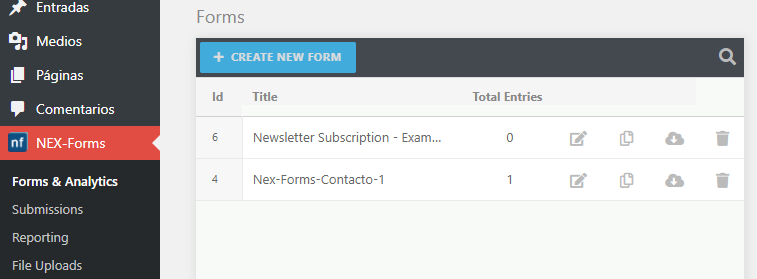 Entradas
Medios
Páginas
Comentarios
nf NEX-Forms
Forms & Analytics
Submissions
Reporting
File Uploads
Forms
+ CREATE NEW FORM
Id Title Total Entries
6 Newsletter Subscription - Exam... 0
4 Nex-Forms-Contacto-1 1